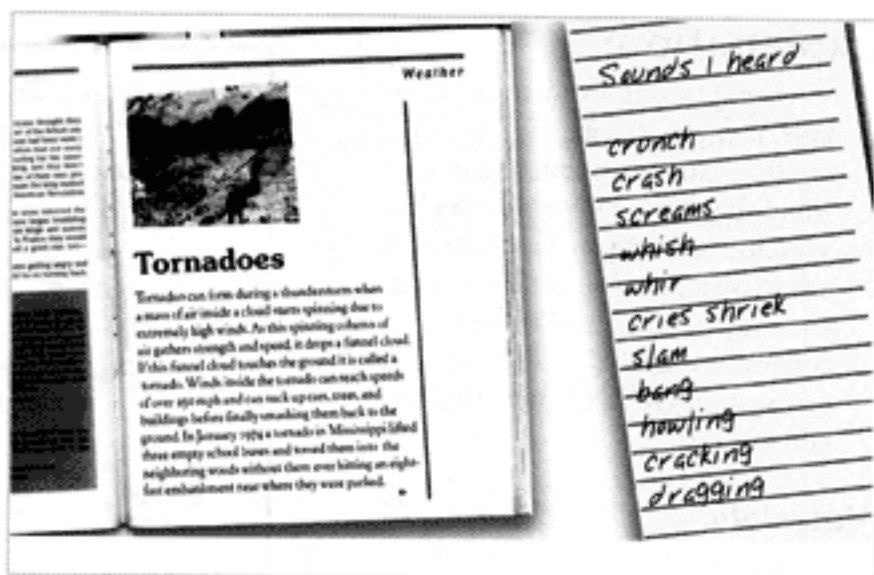 Weather
Tornadoes
Tornadoes can form during a thunderstorm when
a mass of air inside a cloud starts spinning due to
extremely high winds. As this spinning column of
air gathers strength and speed, it drops a funnel cloud.
If this funnel cloud touches the ground it is called a
tornado. Winds inside the tornado can reach speeds
of over 250 mph and can suck up cars, trees, and
buildings before finally smashing them back to the
ground. In January 1974 a tornado in Mississippi lifted
three empty school buses and tossed them into the
neighboring woods without them ever hitting an eight-
foot embankment near where they were parked.
Sounds I heard
crunch
crash
screams
whish
whir
cries shriek
slam
bang
howling
cracking
dragging